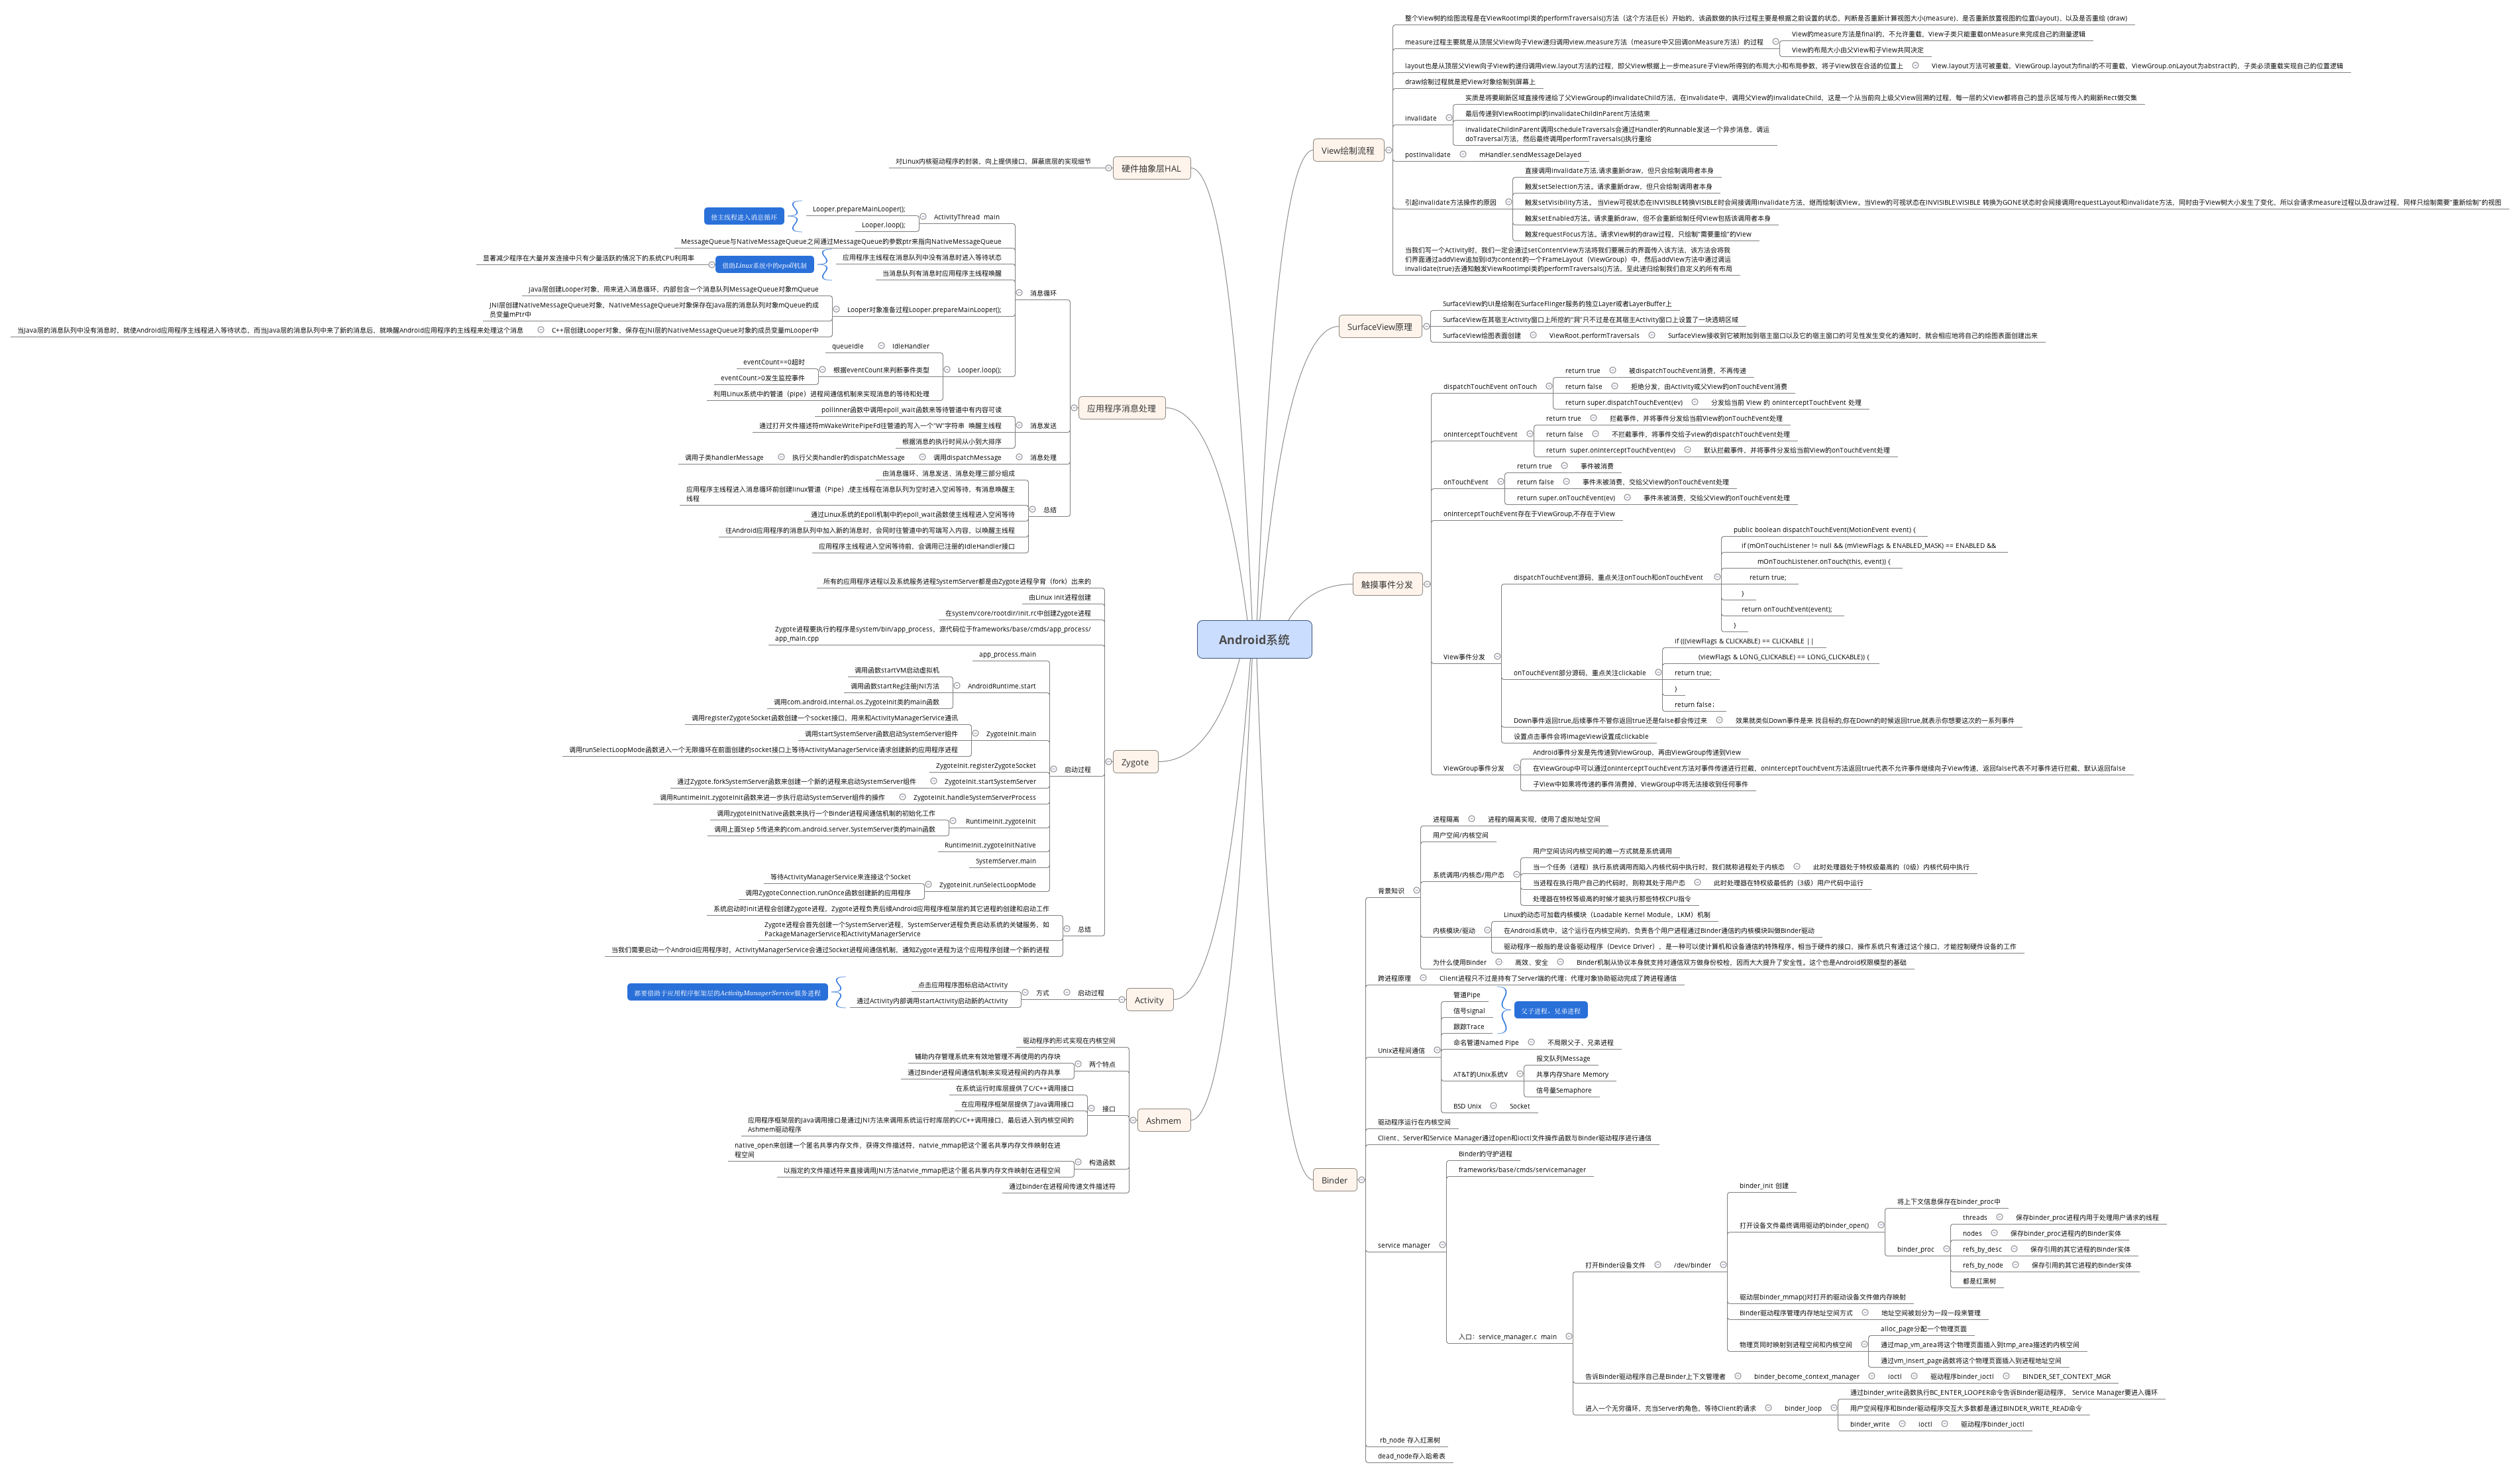 Android系统
View绘制流程
整个View树的绘图流程是在ViewRootImpl类的performTraversals()方法（这个方法巨长）开始的，该函数做的执行过程主要是根据之前设置的状态，判断是否重新计算视图大小(measure)、是否重新放置视图的位置(layout)、以及是否重绘 (draw)
measure过程主要就是从顶层父View向子View递归调用view.measure方法（measure中又回调onMeasure方法）的过程
View的measure方法是final的，不允许重载，View子类只能重载onMeasure来完成自己的测量逻辑
View的布局大小由父View和子View共同决定
layout也是从顶层父View向子View的递归调用view.layout方法的过程，即父View根据上一步measure子View所得到的布局大小和布局参数，将子View放在合适的位置上
View.layout方法可被重载，ViewGroup.layout为final的不可重载，ViewGroup.onLayout为abstract的，子类必须重载实现自己的位置逻辑
draw绘制过程就是把View对象绘制到屏幕上
invalidate
实质是将要刷新区域直接传递给了父ViewGroup的invalidateChild方法，在invalidate中，调用父View的invalidateChild，这是一个从当前向上级父View回溯的过程，每一层的父View都将自己的显示区域与传入的刷新Rect做交集
最后传递到ViewRootImpl的invalidateChildInParent方法结束
invalidateChildInParent调用scheduleTraversals会通过Handler的Runnable发送一个异步消息，调运
doTraversal方法，然后最终调用performTraversals()执行重绘
postInvalidate
mHandler.sendMessageDelayed
引起invalidate方法操作的原因
直接调用invalidate方法.请求重新draw，但只会绘制调用者本身
触发setSelection方法。请求重新draw，但只会绘制调用者本身
触发setVisibility方法。 当View可视状态在INVISIBLE转换VISIBLE时会间接调用invalidate方法，继而绘制该View。当View的可视状态在INVISIBLE\VISIBLE 转换为GONE状态时会间接调用requestLayout和invalidate方法，同时由于View树大小发生了变化，所以会请求measure过程以及draw过程，同样只绘制需要“重新绘制”的视图
触发setEnabled方法。请求重新draw，但不会重新绘制任何View包括该调用者本身
触发requestFocus方法。请求View树的draw过程，只绘制“需要重绘”的View
当我们写一个Activity时，我们一定会通过setContentView方法将我们要展示的界面传入该方法，该方法会将我
们界面通过addView追加到id为content的一个FrameLayout（ViewGroup）中，然后addView方法中通过调运
invalidate(true)去通知触发ViewRootImpl类的performTraversals()方法，至此递归绘制我们自定义的所有布局
SurfaceView原理
SurfaceView的UI是绘制在SurfaceFlinger服务的独立Layer或者LayerBuffer上
SurfaceView在其宿主Activity窗口上所挖的“洞”只不过是在其宿主Activity窗口上设置了一块透明区域
SurfaceView绘图表面创建
ViewRoot.performTraversals
SurfaceView接收到它被附加到宿主窗口以及它的宿主窗口的可见性发生变化的通知时，就会相应地将自己的绘图表面创建出来
触摸事件分发
dispatchTouchEvent onTouch
return true
被dispatchTouchEvent消费，不再传递
return false
拒绝分发，由Activity或父View的onTouchEvent消费
return super.dispatchTouchEvent(ev)
分发给当前 View 的 onInterceptTouchEvent 处理
onInterceptTouchEvent
return true
拦截事件，并将事件分发给当前View的onTouchEvent处理
return false
不拦截事件，将事件交给子view的dispatchTouchEvent处理
return super.onInterceptTouchEvent(ev)
默认拦截事件，并将事件分发给当前View的onTouchEvent处理
onTouchEvent
return true
事件被消费
return false
事件未被消费，交给父View的onTouchEvent处理
return super.onTouchEvent(ev)
事件未被消费，交给父View的onTouchEvent处理
onInterceptTouchEvent存在于ViewGroup,不存在于View
View事件分发
dispatchTouchEvent源码，重点关注onTouch和onTouchEvent
public boolean dispatchTouchEvent(MotionEvent event) {
if (mOnTouchListener != null && (mViewFlags & ENABLED_MASK) == ENABLED &&
mOnTouchListener.onTouch(this, event)) {
return true;
}
return onTouchEvent(event);
}
onTouchEvent部分源码，重点关注clickable
if (((viewFlags & CLICKABLE) == CLICKABLE ||
(viewFlags & LONG_CLICKABLE) == LONG_CLICKABLE)) {
return true;
}
return false;
Down事件返回true,后续事件不管你返回true还是false都会传过来
效果就类似Down事件是来 找目标的,你在Down的时候返回true,就表示你想要这次的一系列事件
设置点击事件会将ImageView设置成clickable
ViewGroup事件分发
Android事件分发是先传递到ViewGroup，再由ViewGroup传递到View
在ViewGroup中可以通过onInterceptTouchEvent方法对事件传递进行拦截，onInterceptTouchEvent方法返回true代表不允许事件继续向子View传递，返回false代表不对事件进行拦截，默认返回false
子View中如果将传递的事件消费掉，ViewGroup中将无法接收到任何事件
Binder
背景知识
进程隔离
进程的隔离实现，使用了虚拟地址空间
用户空间/内核空间
系统调用/内核态/用户态
用户空间访问内核空间的唯一方式就是系统调用
当一个任务（进程）执行系统调用而陷入内核代码中执行时，我们就称进程处于内核态
此时处理器处于特权级最高的（0级）内核代码中执行
当进程在执行用户自己的代码时，则称其处于用户态
此时处理器在特权级最低的（3级）用户代码中运行
处理器在特权等级高的时候才能执行那些特权CPU指令
内核模块/驱动
Linux的动态可加载内核模块（Loadable Kernel Module，LKM）机制
在Android系统中，这个运行在内核空间的，负责各个用户进程通过Binder通信的内核模块叫做Binder驱动
驱动程序一般指的是设备驱动程序（Device Driver），是一种可以使计算机和设备通信的特殊程序。相当于硬件的接口，操作系统只有通过这个接口，才能控制硬件设备的工作
为什么使用Binder
高效、安全
Binder机制从协议本身就支持对通信双方做身份校检，因而大大提升了安全性。这个也是Android权限模型的基础
跨进程原理
Client进程只不过是持有了Server端的代理；代理对象协助驱动完成了跨进程通信
Unix进程间通信
管道Pipe
信号signal
跟踪Trace
父子进程，兄弟进程
命名管道Named Pipe
不局限父子、兄弟进程
AT&T的Unix系统V
报文队列Message
共享内存Share Memory
信号量Semaphore
BSD Unix
Socket
驱动程序运行在内核空间
Client、Server和Service Manager通过open和ioctl文件操作函数与Binder驱动程序进行通信
service manager
Binder的守护进程
frameworks/base/cmds/servicemanager
入口：service_manager.c main
打开Binder设备文件
/dev/binder
binder_init 创建
打开设备文件最终调用驱动的binder_open()
将上下文信息保存在binder_proc中
binder_proc
threads
保存binder_proc进程内用于处理用户请求的线程
nodes
保存binder_proc进程内的Binder实体
refs_by_desc
保存引用的其它进程的Binder实体
refs_by_node
保存引用的其它进程的Binder实体
都是红黑树
驱动层binder_mmap()对打开的驱动设备文件做内存映射
Binder驱动程序管理内存地址空间方式
地址空间被划分为一段一段来管理
物理页同时映射到进程空间和内核空间
alloc_page分配一个物理页面
通过map_vm_area将这个物理页面插入到tmp_area描述的内核空间
通过vm_insert_page函数将这个物理页面插入到进程地址空间
告诉Binder驱动程序自己是Binder上下文管理者
binder_become_context_manager
ioctl
驱动程序binder_ioctl
BINDER_SET_CONTEXT_MGR
进入一个无穷循环，充当Server的角色，等待Client的请求
binder_loop
通过binder_write函数执行BC_ENTER_LOOPER命令告诉Binder驱动程序， Service Manager要进入循环
用户空间程序和Binder驱动程序交互大多数都是通过BINDER_WRITE_READ命令
binder_write
ioctl
驱动程序binder_ioctl
rb_node 存入红黑树
dead_node存入哈希表
硬件抽象层HAL
对Linux内核驱动程序的封装，向上提供接口，屏蔽底层的实现细节
应用程序消息处理
消息循环
ActivityThread main
Looper.prepareMainLooper();
Looper.loop();
使主线程进入消息循环
MessageQueue与NativeMessageQueue之间通过MessageQueue的参数ptr来指向NativeMessageQueue
应用程序主线程在消息队列中没有消息时进入等待状态
当消息队列有消息时应用程序主线程唤醒
借助Linux系统中的epoll机制
显著减少程序在大量并发连接中只有少量活跃的情况下的系统CPU利用率
Looper对象准备过程Looper.prepareMainLooper();
Java层创建Looper对象，用来进入消息循环，内部包含一个消息队列MessageQueue对象mQueue
JNI层创建NativeMessageQueue对象，NativeMessageQueue对象保存在Java层的消息队列对象mQueue的成
员变量mPtr中
C++层创建Looper对象，保存在JNI层的NativeMessageQueue对象的成员变量mLooper中
当Java层的消息队列中没有消息时，就使Android应用程序主线程进入等待状态，而当Java层的消息队列中来了新的消息后，就唤醒Android应用程序的主线程来处理这个消息
Looper.loop();
IdleHandler
queueIdle
根据eventCount来判断事件类型
eventCount==0超时
eventCount>0发生监控事件
利用Linux系统中的管道（pipe）进程间通信机制来实现消息的等待和处理
消息发送
pollInner函数中调用epoll_wait函数来等待管道中有内容可读
通过打开文件描述符mWakeWritePipeFd往管道的写入一个“W”字符串 唤醒主线程
根据消息的执行时间从小到大排序
消息处理
调用dispatchMessage
执行父类handler的dispatchMessage
调用子类handlerMessage
总结
由消息循环、消息发送、消息处理三部分组成
应用程序主线程进入消息循环前创建linux管道（Pipe）,使主线程在消息队列为空时进入空闲等待，有消息唤醒主
线程
通过Linux系统的Epoll机制中的epoll_wait函数使主线程进入空闲等待
往Android应用程序的消息队列中加入新的消息时，会同时往管道中的写端写入内容，以唤醒主线程
应用程序主线程进入空闲等待前，会调用已注册的IdleHandler接口
Zygote
所有的应用程序进程以及系统服务进程SystemServer都是由Zygote进程孕育（fork）出来的
由Linux init进程创建
在system/core/rootdir/init.rc中创建Zygote进程
Zygote进程要执行的程序是system/bin/app_process，源代码位于frameworks/base/cmds/app_process/
app_main.cpp
启动过程
app_process.main
AndroidRuntime.start
调用函数startVM启动虚拟机
调用函数startReg注册JNI方法
调用com.android.internal.os.ZygoteInit类的main函数
ZygoteInit.main
调用registerZygoteSocket函数创建一个socket接口，用来和ActivityManagerService通讯
调用startSystemServer函数启动SystemServer组件
调用runSelectLoopMode函数进入一个无限循环在前面创建的socket接口上等待ActivityManagerService请求创建新的应用程序进程
ZygoteInit.registerZygoteSocket
ZygoteInit.startSystemServer
通过Zygote.forkSystemServer函数来创建一个新的进程来启动SystemServer组件
ZygoteInit.handleSystemServerProcess
调用RuntimeInit.zygoteInit函数来进一步执行启动SystemServer组件的操作
RuntimeInit.zygoteInit
调用zygoteInitNative函数来执行一个Binder进程间通信机制的初始化工作
调用上面Step 5传进来的com.android.server.SystemServer类的main函数
RuntimeInit.zygoteInitNative
SystemServer.main
ZygoteInit.runSelectLoopMode
等待ActivityManagerService来连接这个Socket
调用ZygoteConnection.runOnce函数创建新的应用程序
总结
系统启动时init进程会创建Zygote进程，Zygote进程负责后续Android应用程序框架层的其它进程的创建和启动工作
Zygote进程会首先创建一个SystemServer进程，SystemServer进程负责启动系统的关键服务，如
PackageManagerService和ActivityManagerService
当我们需要启动一个Android应用程序时，ActivityManagerService会通过Socket进程间通信机制，通知Zygote进程为这个应用程序创建一个新的进程
Activity
启动过程
方式
点击应用程序图标启动Activity
通过Activity内部调用startActivity启动新的Activity
都要借助于应用程序框架层的ActivityManagerService服务进程
Ashmem
驱动程序的形式实现在内核空间
两个特点
辅助内存管理系统来有效地管理不再使用的内存块
通过Binder进程间通信机制来实现进程间的内存共享
接口
在系统运行时库层提供了C/C++调用接口
在应用程序框架层提供了Java调用接口
应用程序框架层的Java调用接口是通过JNI方法来调用系统运行时库层的C/C++调用接口，最后进入到内核空间的
Ashmem驱动程序
构造函数
native_open来创建一个匿名共享内存文件，获得文件描述符，natvie_mmap把这个匿名共享内存文件映射在进
程空间
以指定的文件描述符来直接调用JNI方法natvie_mmap把这个匿名共享内存文件映射在进程空间
通过binder在进程间传递文件描述符